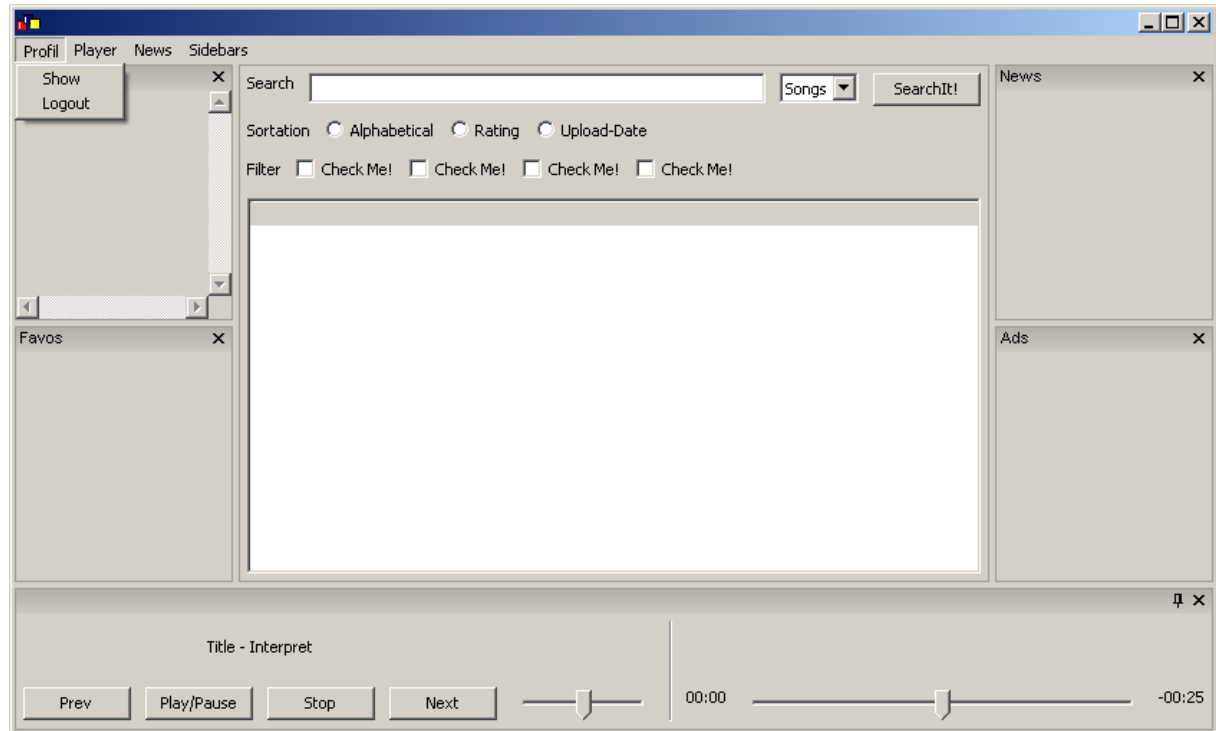 Profil Player News Sidebars
Show
Logout
Search Songs SearchIt!
Sortation Alphabetical Rating Upload-Date
Filter Check Me! Check Me! Check Me! Check Me!
News
Favos
Ads
Title - Interpret
Prev Play/Pause Stop Next 00:00 -00:25